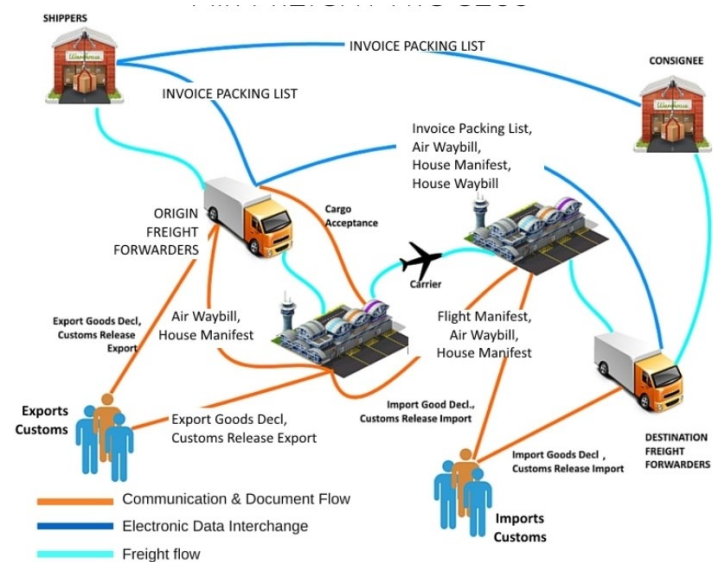 SHIPPERS
INVOICE PACKING LIST
CONSIGNEE
INVOICE PACKING LIST
Invoice Packing List,
Air Waybill,
House Manifest,
House Waybill
Cargo
Acceptance
ORIGIN
FREIGHT
FORWARDERS
Carrier
Export Goods Decl,
Customs Release
Export
Air Waybill,
House Manifest
Flight Manifest,
Air Waybill,
House Manifest
Exports
Customs
Export Goods Decl,
Customs Release Export
Import Good Decl.,
Customs Release Import
Import Goods Decl ,
Customs Release Import
DESTINATION
FREIGHT
FORWARDERS
Imports
Customs
Communication & Document Flow
Electronic Data Interchange
Freight flow